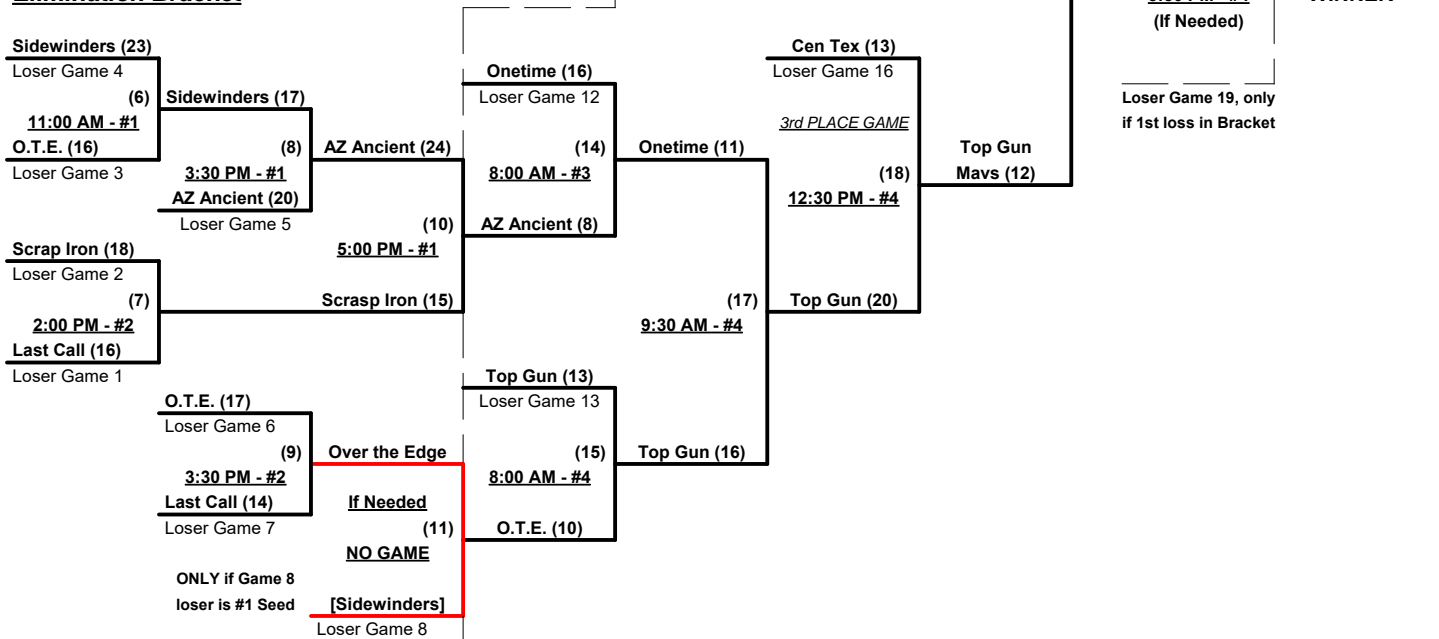 Elimination Bracket
WINNER
(If Needed)
Sidewinders (23)
Loser Game 4
(6)
11:00 AM - #1
O.T.E. (16)
Loser Game 3
Sidewinders (17)
(8)
3:30 PM - #1
AZ Ancient (20)
Loser Game 5
AZ Ancient (24)
(10)
5:00 PM - #1
Scrap Iron (18)
Loser Game 2
(7)
2:00 PM - #2
Last Call (16)
Loser Game 1
Scrasp Iron (15)
Onetime (16)
Loser Game 12
(14)
8:00 AM - #3
AZ Ancient (8)
Onetime (11)
(17)
9:30 AM - #4
Cen Tex (13)
Loser Game 16
3rd PLACE GAME
(18)
12:30 PM - #4
Top Gun (20)
Top Gun
Mavs (12)
Loser Game 19, only
if 1st loss in Bracket
O.T.E. (17)
Loser Game 6
(9)
3:30 PM - #2
Last Call (14)
Loser Game 7
Over the Edge
If Needed
(11)
NO GAME
ONLY if Game 8
loser is #1 Seed
[Sidewinders]
Loser Game 8
Top Gun (13)
Loser Game 13
(15)
8:00 AM - #4
O.T.E. (10)
Top Gun (16)